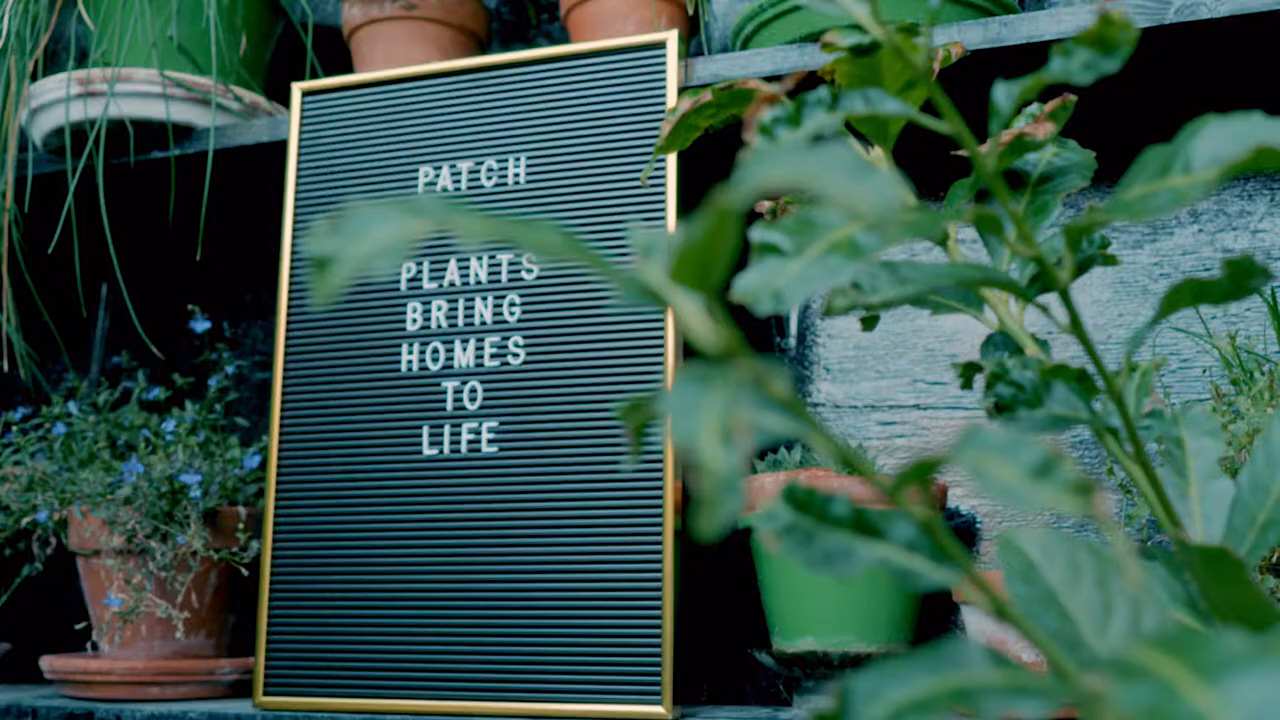 PATCH
PLANTS
BRING
HOMES
TO
LIFE